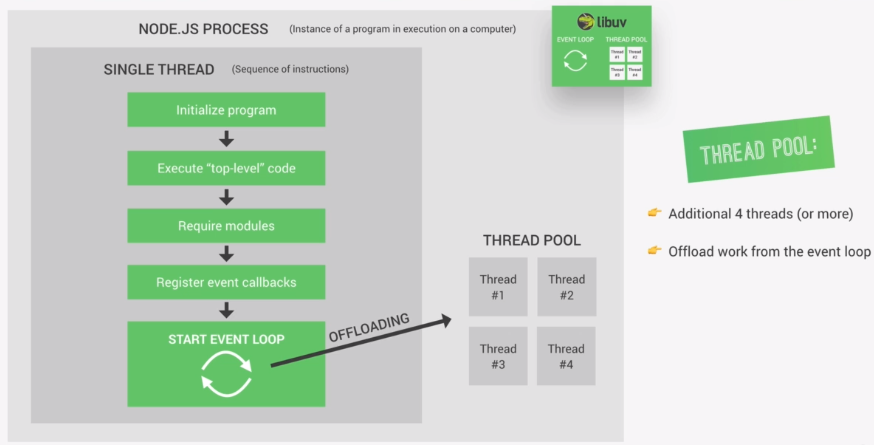 NODE.JS PROCESS (Instance of a program in execution on a computer)
libuv
EVENT LOOP THREAD POOL
Thread #1
Thread #2
Thread #3
Thread #4
SINGLE THREAD (Sequence of instructions)
Initialize program
Execute “top-level” code
Require modules
Register event callbacks
START EVENT LOOP
OFFLOADING
THREAD POOL
Thread
#1
Thread
#2
Thread
#3
Thread
#4
THREAD POOL:
Additional 4 threads (or more)
Offload work from the event loop